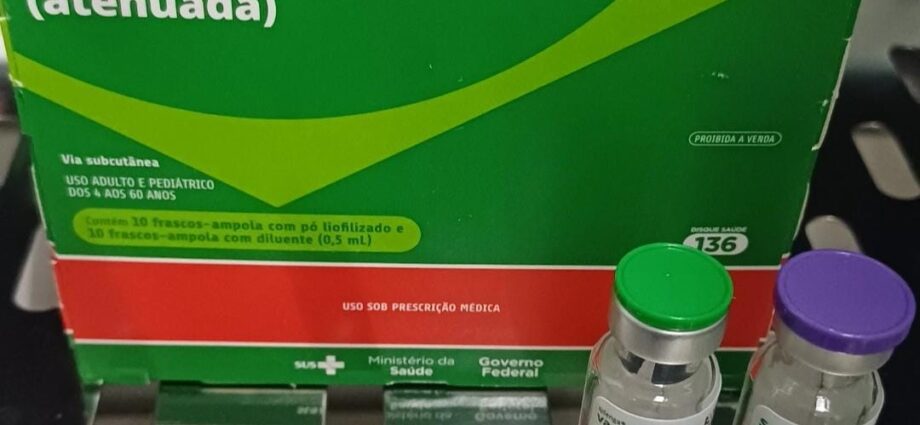 (atenuada)
PROIBIDA A VENDA
Via subcutânea
USO ADULTO E PEDIÁTRICO
DOS 4 AOS 60 ANOS
Contém 10 frascos-ampola com pó liofilizado e
10 frascos-ampola com diluente (0,5 mL)
DISQUE SAÚDE
136
USO SOB PRESCRIÇÃO MÉDICA
SUS
Ministério da
Saúde
Governo
Federal